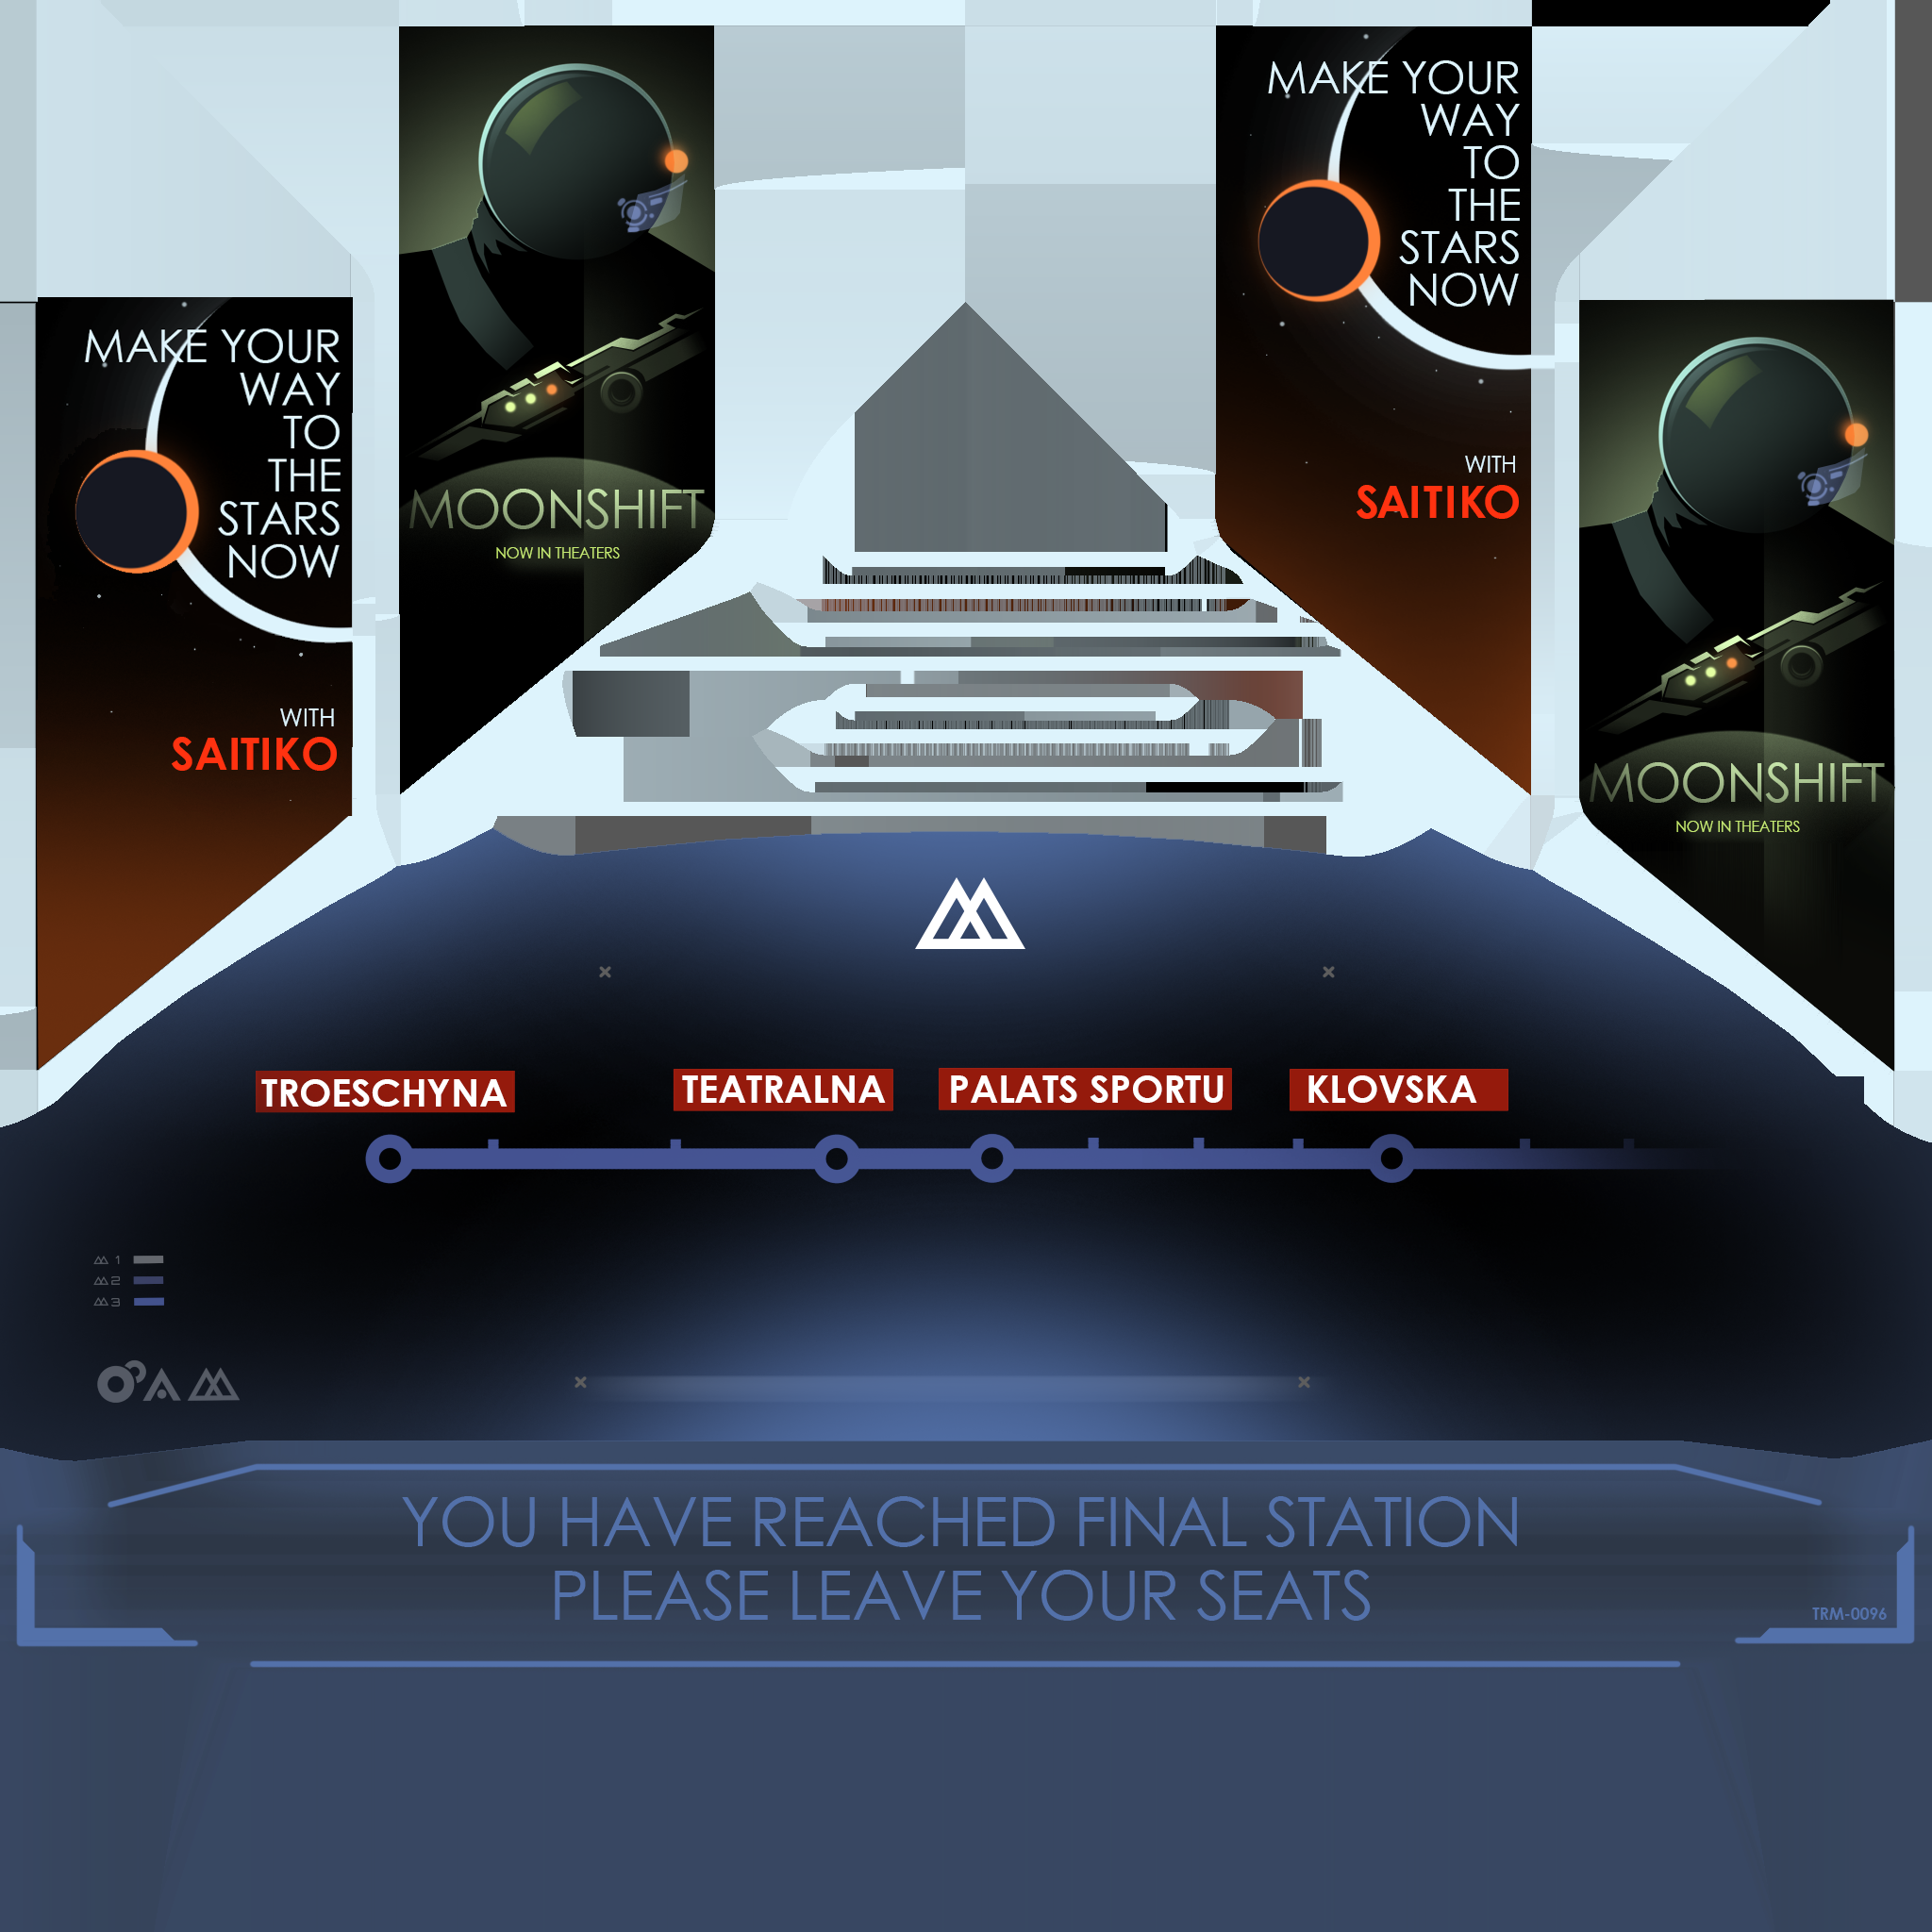 MAKE YOUR
WAY
TO
THE
STARS
NOW
WITH
SAITIKO
MOONSHIFT
NOW IN THEATERS
MAKE YOUR
WAY
TO
THE
STARS
NOW
WITH
SAITIKO
MOONSHIFT
NOW IN THEATERS
TROESCHYNA
TEATRALNA
PALATS SPORTU
KLOVSKA
1
2
3
YOU HAVE REACHED FINAL STATION
PLEASE LEAVE YOUR SEATS
TRM-0096